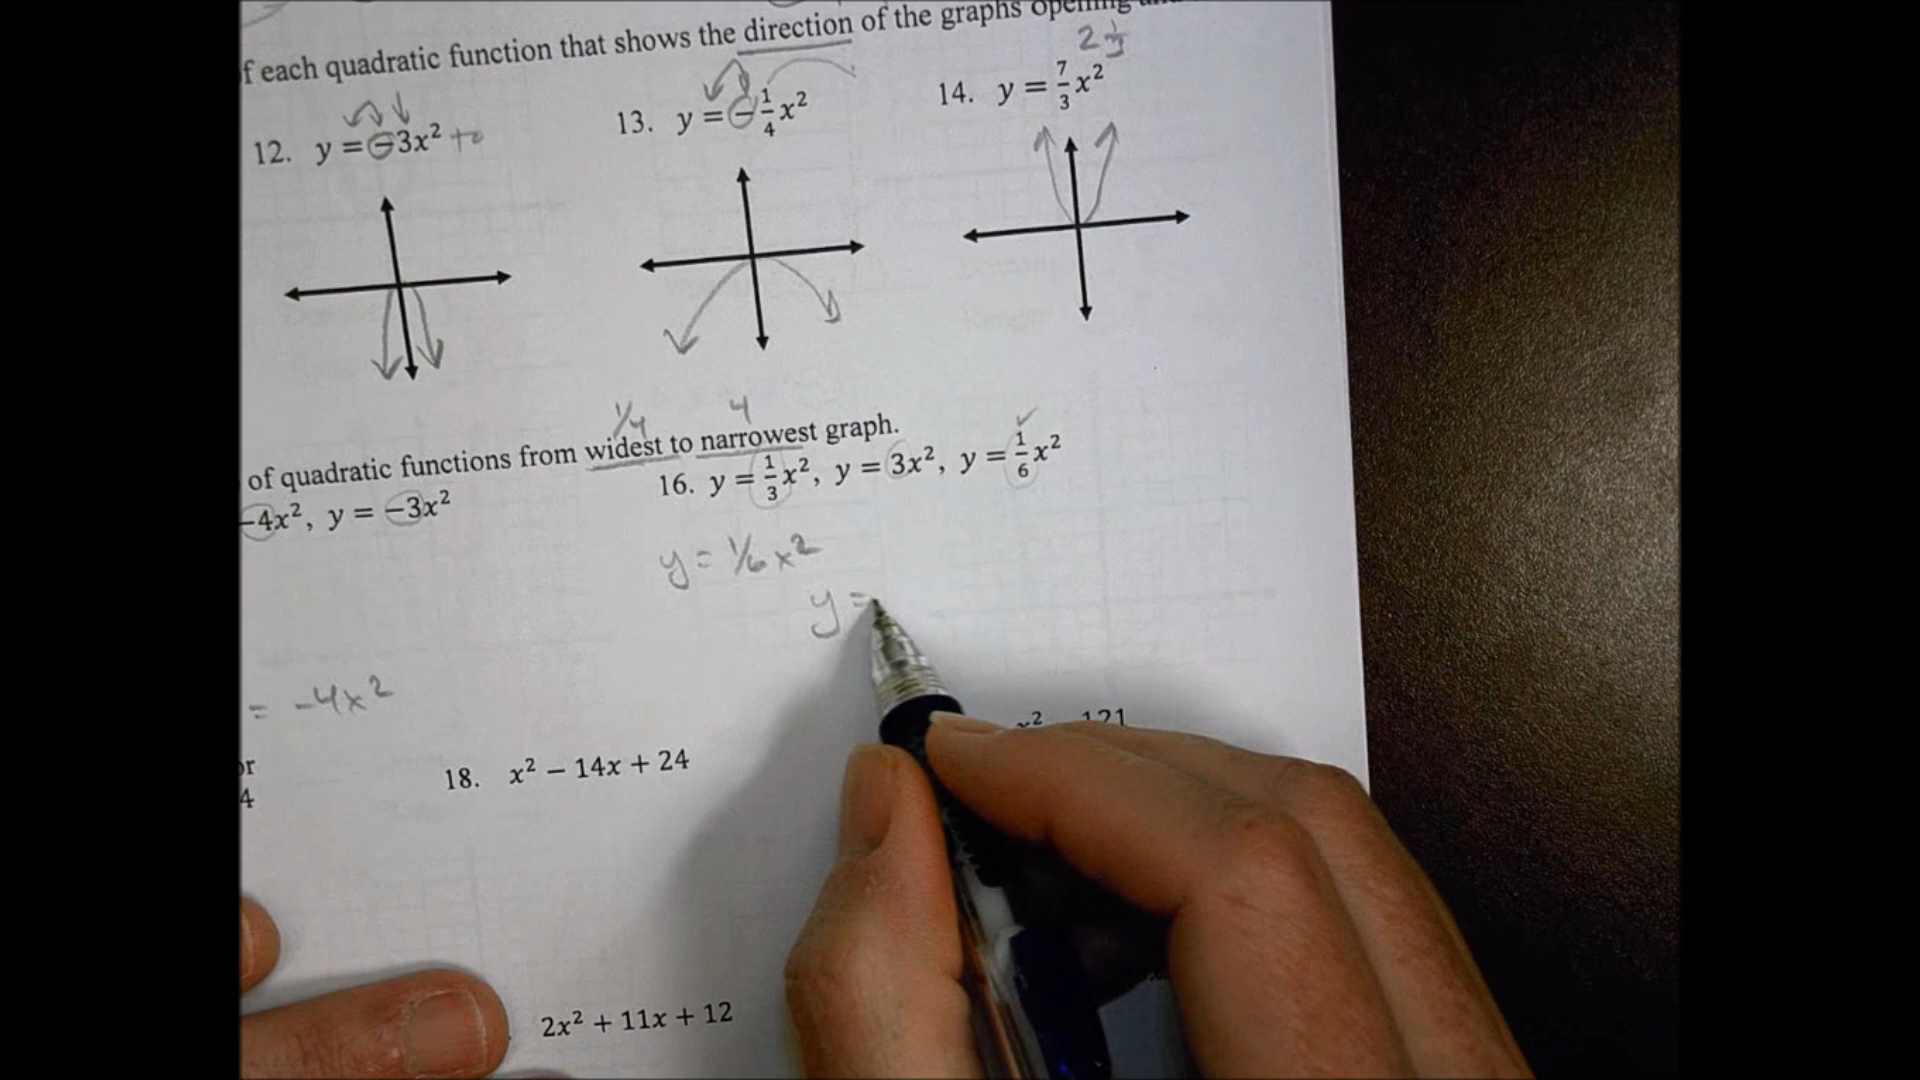 f each quadratic function that shows the direction of the graphs opening
2 1/3
12. y = −3x² +0
13. y = −1/4 x²
14. y = 7/3 x²
1/4 4
of quadratic functions from widest to narrowest graph.
−4x², y = −3x²
16. y = 1/3 x², y = 3x², y = 1/6 x²
y = 1/6 x²
y =
= -4x²
or
4
18. x² − 14x + 24
x² 121
2x² + 11x + 12